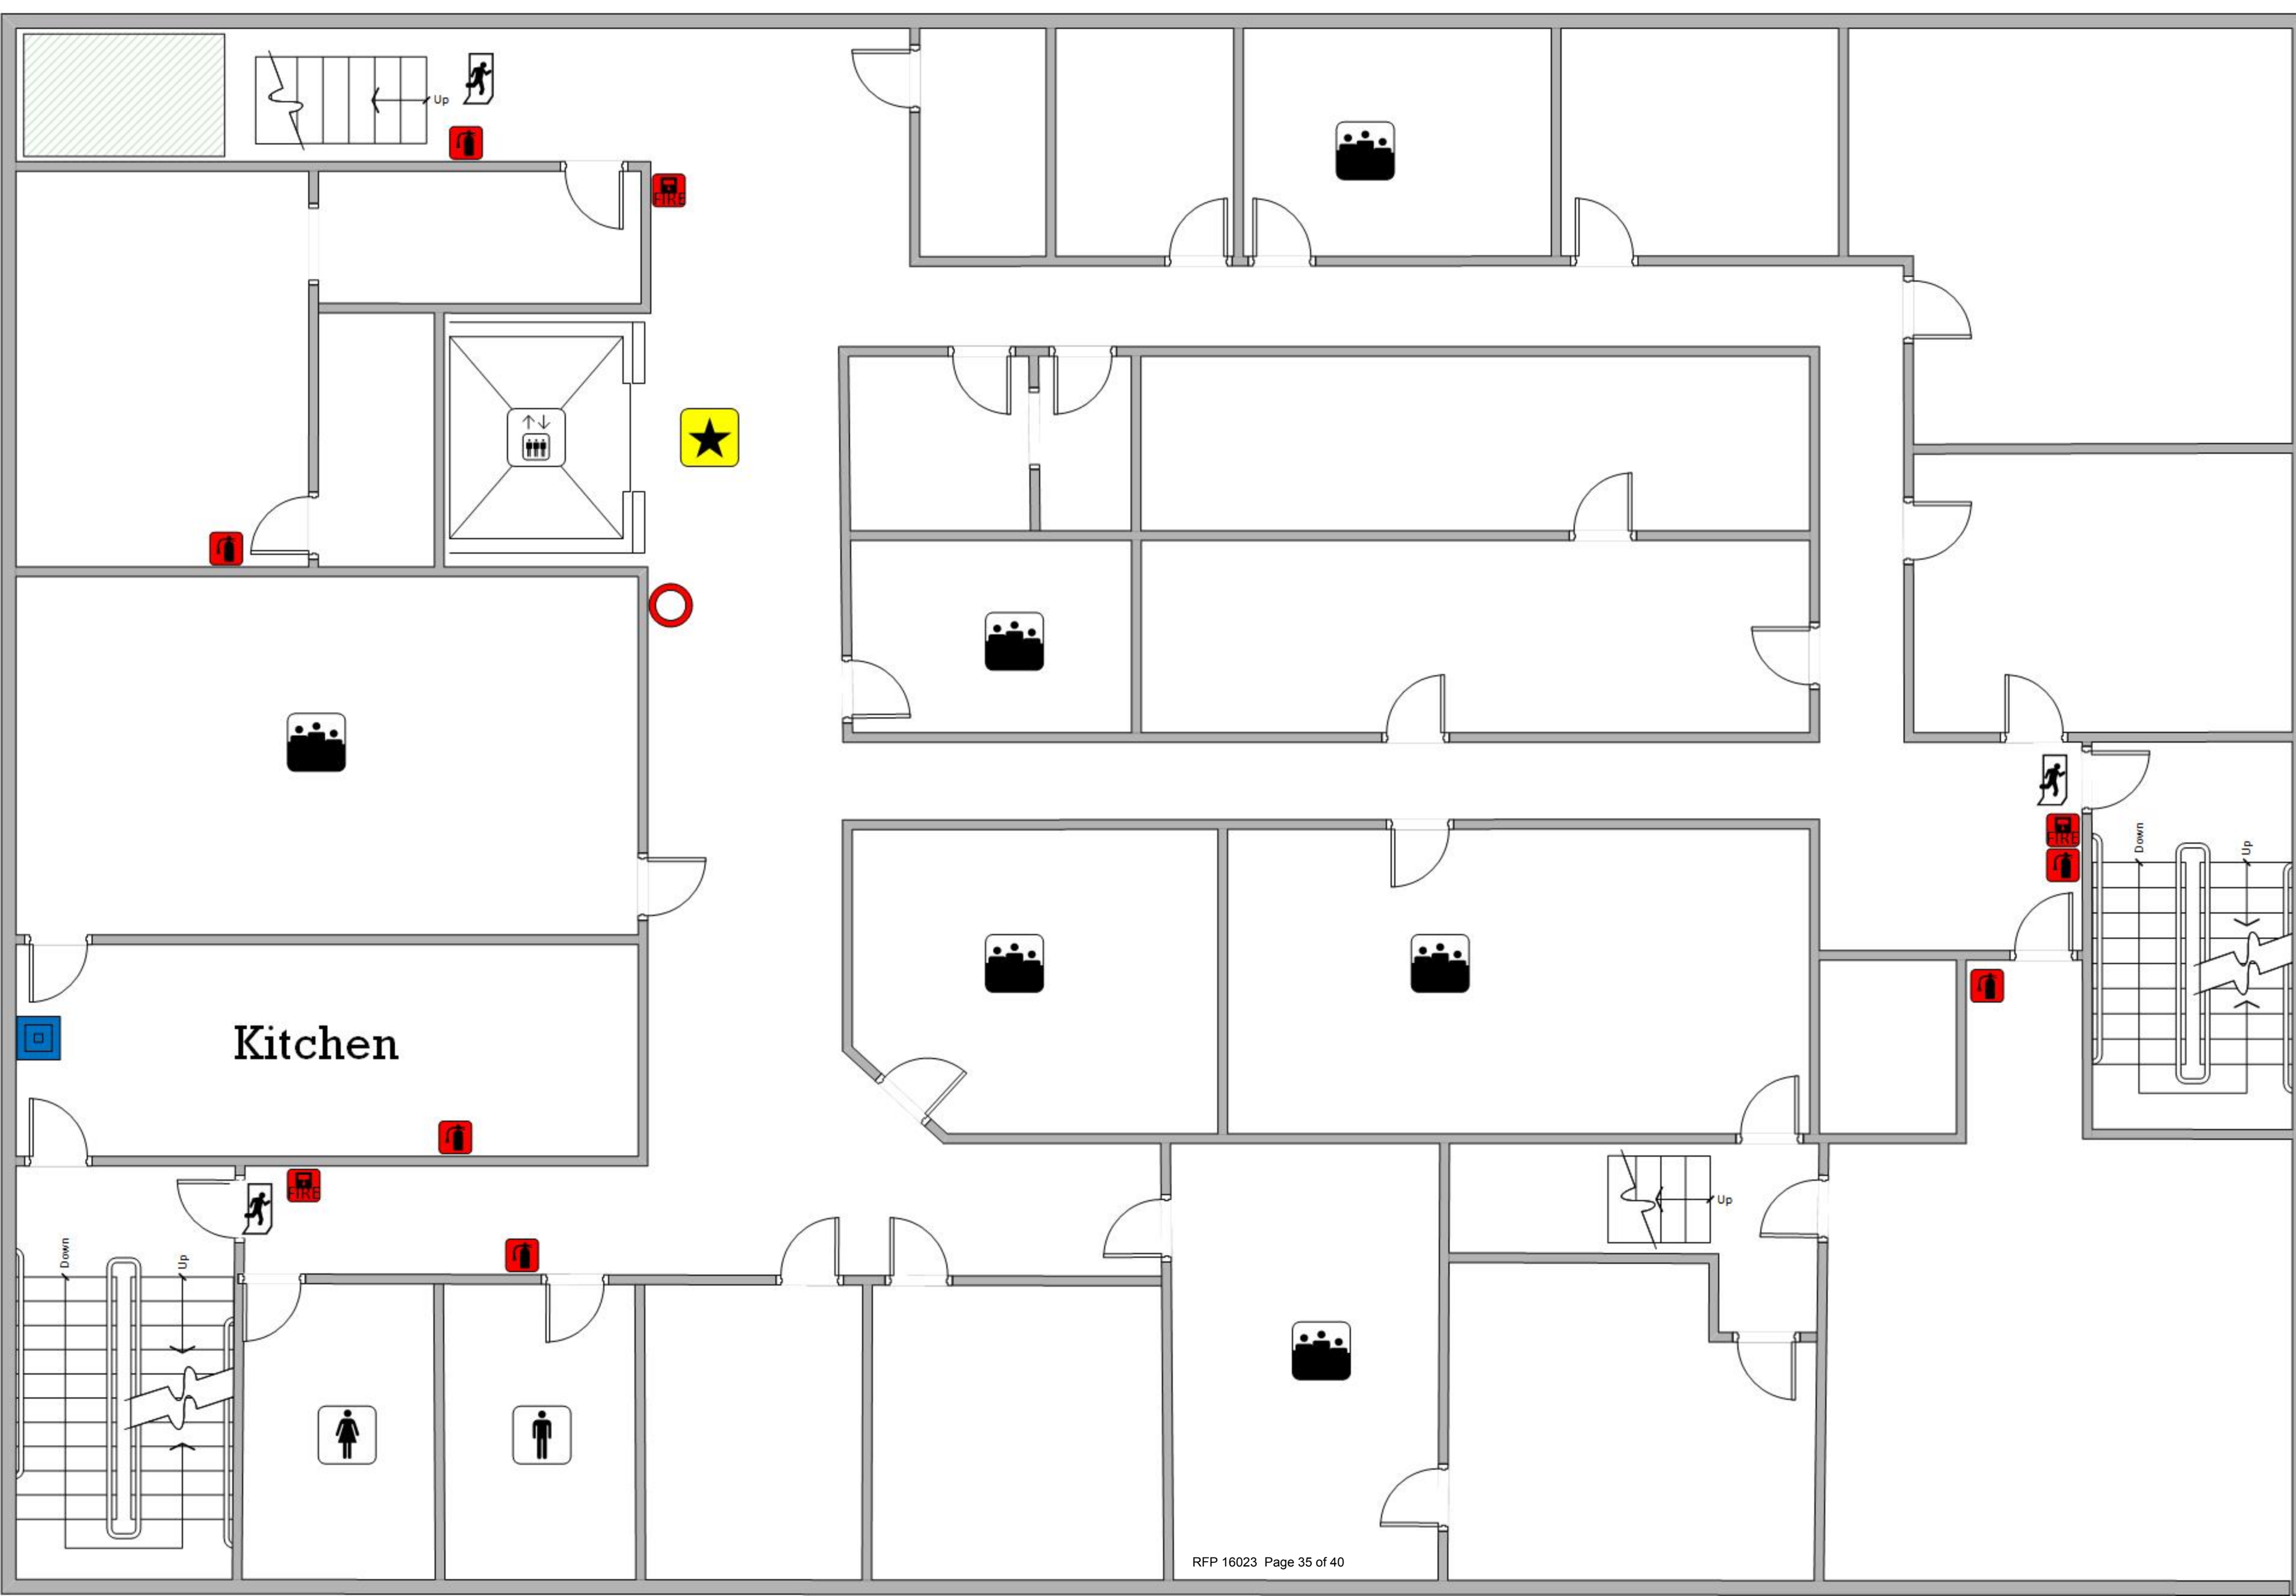 Up
FIRE
Down
Up
FIRE
Kitchen
FIRE
Up
Down
Up
RFP 16023 Page 35 of 40